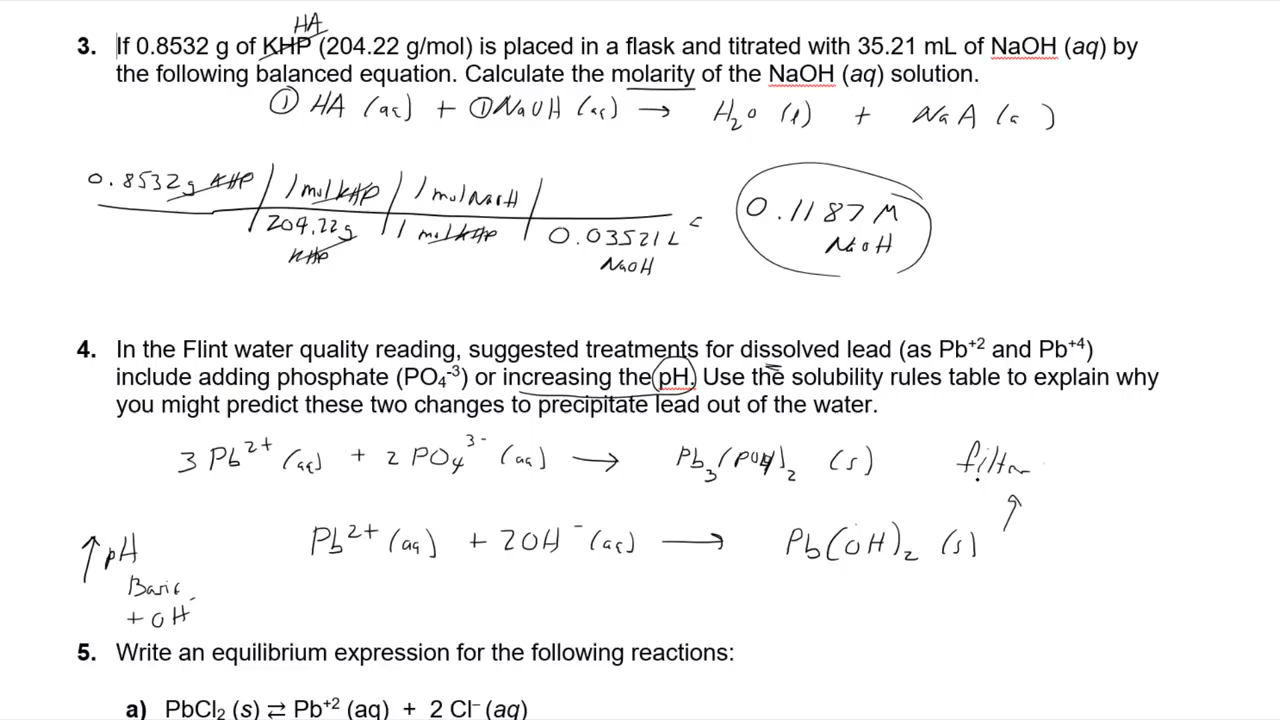 HA
3. If 0.8532 g of KHP (204.22 g/mol) is placed in a flask and titrated with 35.21 mL of NaOH (aq) by
the following balanced equation. Calculate the molarity of the NaOH (aq) solution.
① HA (aq) + ① NaOH (aq) → H₂O (l) + NaA (a )
0.8532g KHP | 1 mol KHP | 1 mol NaOH |
| 204.22g KHP | 1 mol KHP | 0.03521 L NaOH = 0.1187 M NaOH
4. In the Flint water quality reading, suggested treatments for dissolved lead (as Pb⁺² and Pb⁺⁴)
include adding phosphate (PO₄⁻³) or increasing the pH. Use the solubility rules table to explain why
you might predict these two changes to precipitate lead out of the water.
3 Pb²⁺ (aq) + 2 PO₄³⁻ (aq) → Pb₃(PO₄)₂ (s) filter
↑ pH Pb²⁺ (aq) + 2OH⁻ (aq) → Pb(OH)₂ (s) ↑
Basic
+ OH⁻
5. Write an equilibrium expression for the following reactions:
a) PbCl₂ (s) ⇄ Pb⁺² (aq) + 2 Cl⁻ (aq)